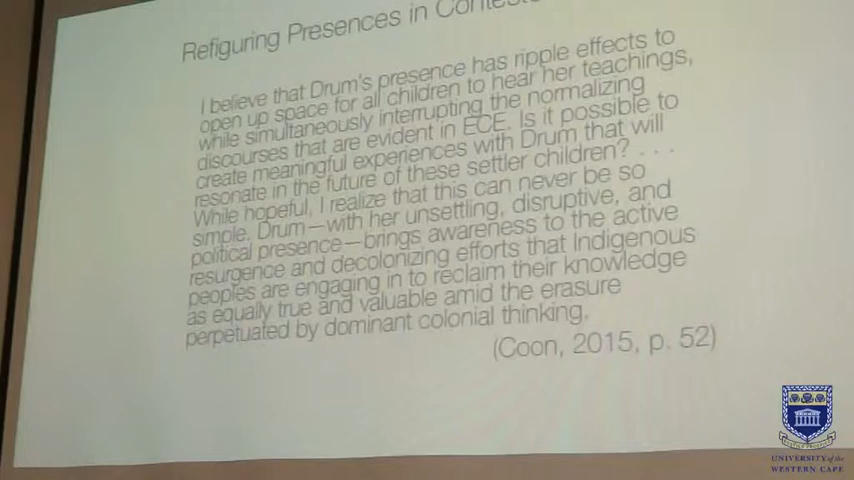 Refiguring Presences in
I believe that Drum's presence has ripple effects to
open up space for all children to hear her teachings,
while simultaneously interrupting the normalizing
discourses that are evident in ECE. Is it possible to
create meaningful experiences with Drum that will
resonate in the future of these settler children? . . .
While hopeful, I realize that this can never be so
simple. Drum—with her unsettling, disruptive, and
political presence—brings awareness to the active
resurgence and decolonizing efforts that Indigenous
peoples are engaging in to reclaim their knowledge
as equally true and valuable amid the erasure
perpetuated by dominant colonial thinking.
(Coon, 2015, p. 52)
UNIVERSITY of the
WESTERN CAPE